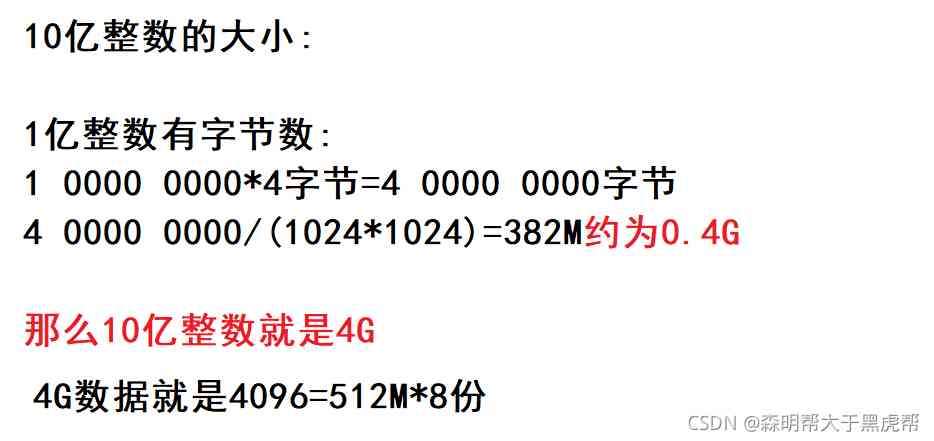 10亿整数的大小:
1亿整数有字节数:
1 0000 0000*4字节=4 0000 0000字节
4 0000 0000/(1024*1024)=382M约为0.4G
那么10亿整数就是4G
4G数据就是4096=512M*8份
CSDN @森明帮大于黑虎帮